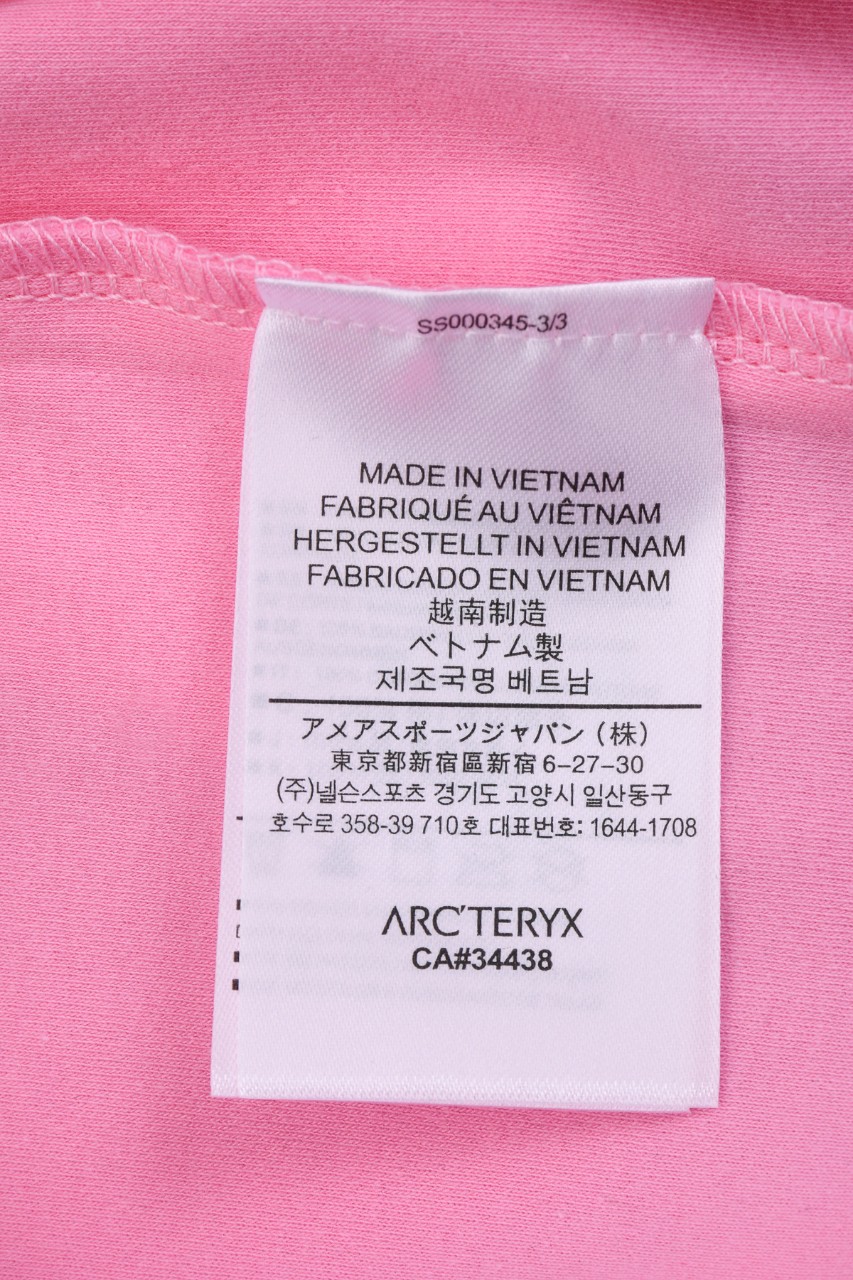 SS000345-3/3
MADE IN VIETNAM
FABRIQUÉ AU VIÊTNAM
HERGESTELLT IN VIETNAM
FABRICADO EN VIETNAM
越南制造
ベトナム製
제조국명 베트남
アメアスポーツジャパン（株）
東京都新宿區新宿 6-27-30
(주)넬슨스포츠 경기도 고양시 일산동구
호수로 358-39 710호 대표번호: 1644-1708
ARC'TERYX
CA#34438